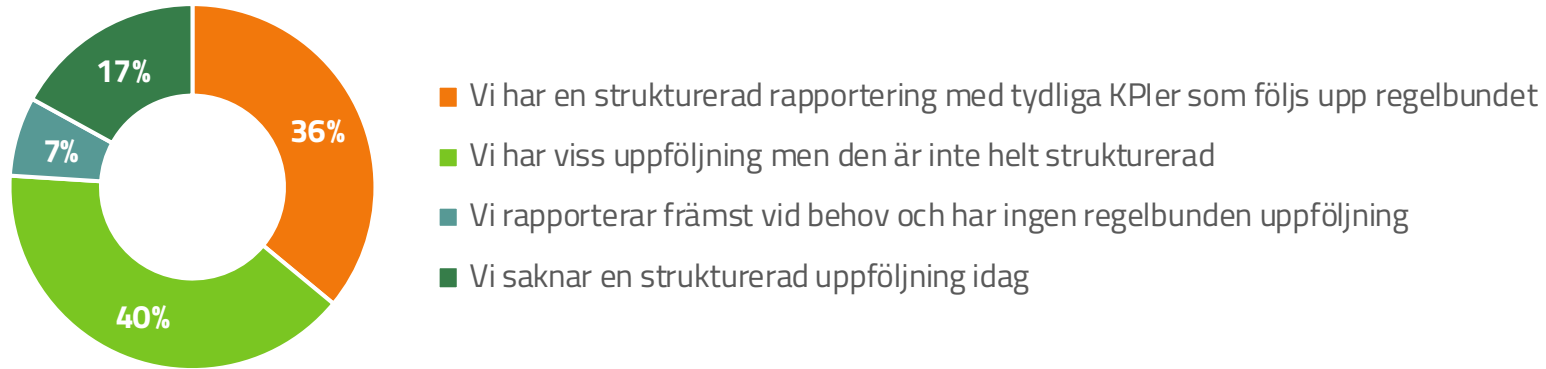 17%
36%
7%
40%
Vi har en strukturerad rapportering med tydliga KPIer som följs upp regelbundet
Vi har viss uppföljning men den är inte helt strukturerad
Vi rapporterar främst vid behov och har ingen regelbunden uppföljning
Vi saknar en strukturerad uppföljning idag